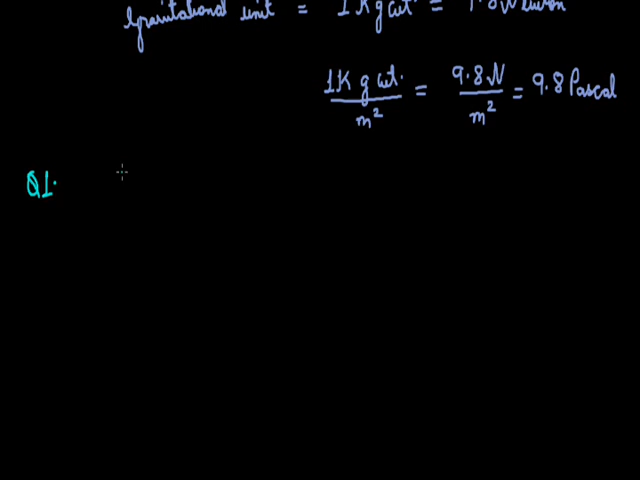 Gravitational unit = 1 Kg wt. = 9.8 Newton
1 Kg wt. / m² = 9.8 N / m² = 9.8 Pascal
Q1.